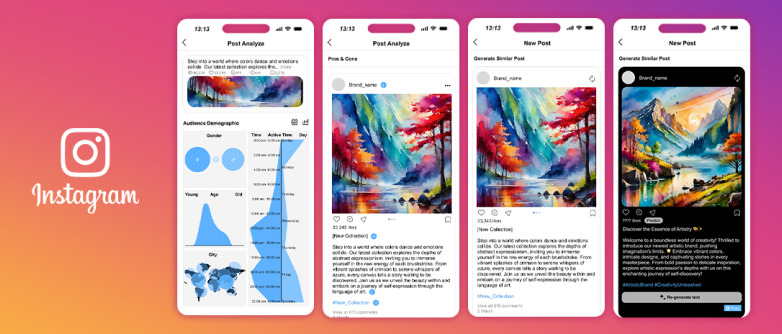 Instagram
13:13
Post Analyze
Step into a world where colors dance and emotions
collide. Our latest collection explores the... more
Audience Demographic
Gender
Time Active Time Day
Young Age Old
City
13:13
Post Analyze
Pros & Cons
Brand_name
33,343 likes
[New Collection]
Step into a world where colors dance and emotions
collide. Our latest collection explores the depths of
abstract expressionism, inviting you to immerse
yourself in the raw energy of each brushstroke. From
vibrant splashes of crimson to serene whispers of
azure, every canvas tells a story waiting to be
discovered. Join us as we unveil the beauty within and
embark on a journey of self-expression through the
language of art.
#New_Collection
View all 975 comments
13:13
New Post
Generate Similar Post
Brand_name
33,343 likes
[New Collection]
Step into a world where colors dance and emotions
collide. Our latest collection explores the depths of
abstract expressionism, inviting you to immerse
yourself in the raw energy of each brushstroke. From
vibrant splashes of crimson to serene whispers of
azure, every canvas tells a story waiting to be
discovered. Join us as we unveil the beauty within and
embark on a journey of self-expression through the
language of art.
#New_Collection
View all 975 comments
2 March
13:13
New Post
Generate Similar Post
Brand_name
???? likes Predict
Discover the Essence of Artistry
Welcome to a boundless world of creativity! Thrilled to
introduce our newest artistic brand, pushing
imagination's limits. Embrace vibrant colors,
intricate designs, and captivating stories in every
masterpiece. From bold passion to delicate inspiration,
explore artistic expression's depths with us on this
enchanting journey of self-discovery!
#ArtisticBrand #CreativityUnleashed
Re-generate text